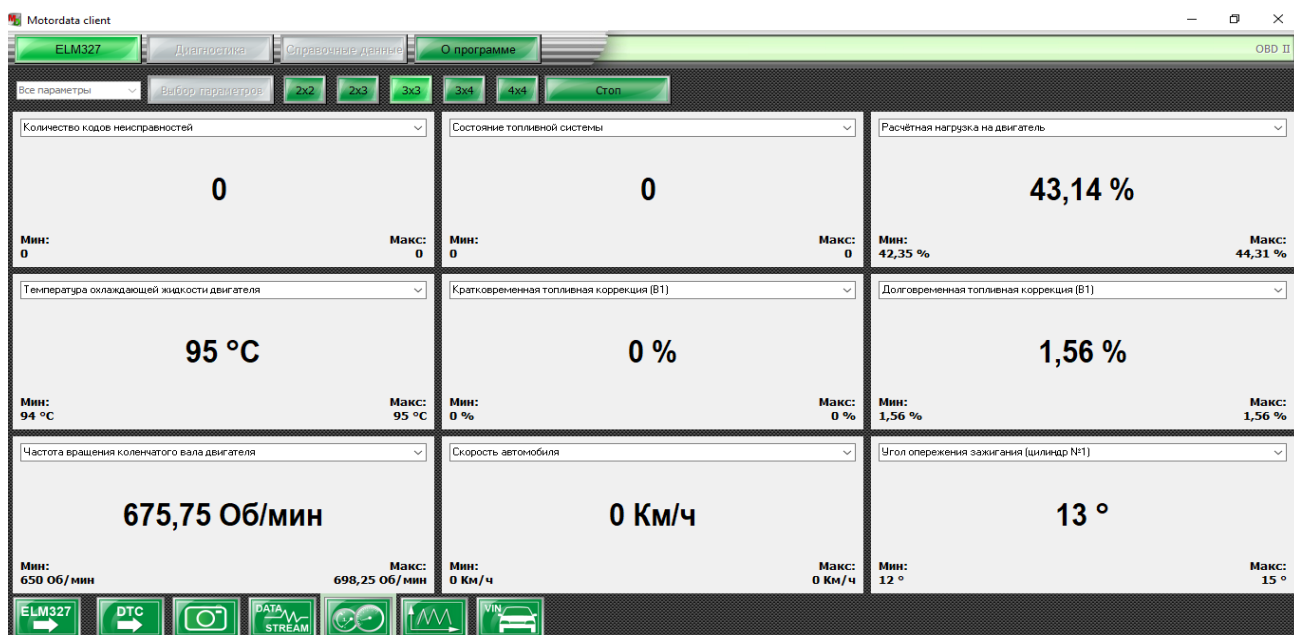 Motordata client
ELM327 Диагностика Справочные данные О программе OBD II
Все параметры Выбор параметров 2x2 2x3 3x3 3x4 4x4 Стоп
Количество кодов неисправностей
0
Мин: Макс:
0 0
Состояние топливной системы
0
Мин: Макс:
0 0
Расчётная нагрузка на двигатель
43,14 %
Мин: Макс:
42,35 % 44,31 %
Температура охлаждающей жидкости двигателя
95 °C
Мин: Макс:
94 °C 95 °C
Кратковременная топливная коррекция (B1)
0 %
Мин: Макс:
0 % 0 %
Долговременная топливная коррекция (B1)
1,56 %
Мин: Макс:
1,56 % 1,56 %
Частота вращения коленчатого вала двигателя
675,75 Об/мин
Мин: Макс:
650 Об/мин 698,25 Об/мин
Скорость автомобиля
0 Км/ч
Мин: Макс:
0 Км/ч 0 Км/ч
Угол опережения зажигания (цилиндр №1)
13 °
Мин: Макс:
12 ° 15 °
ELM327 DTC DATA STREAM VIN